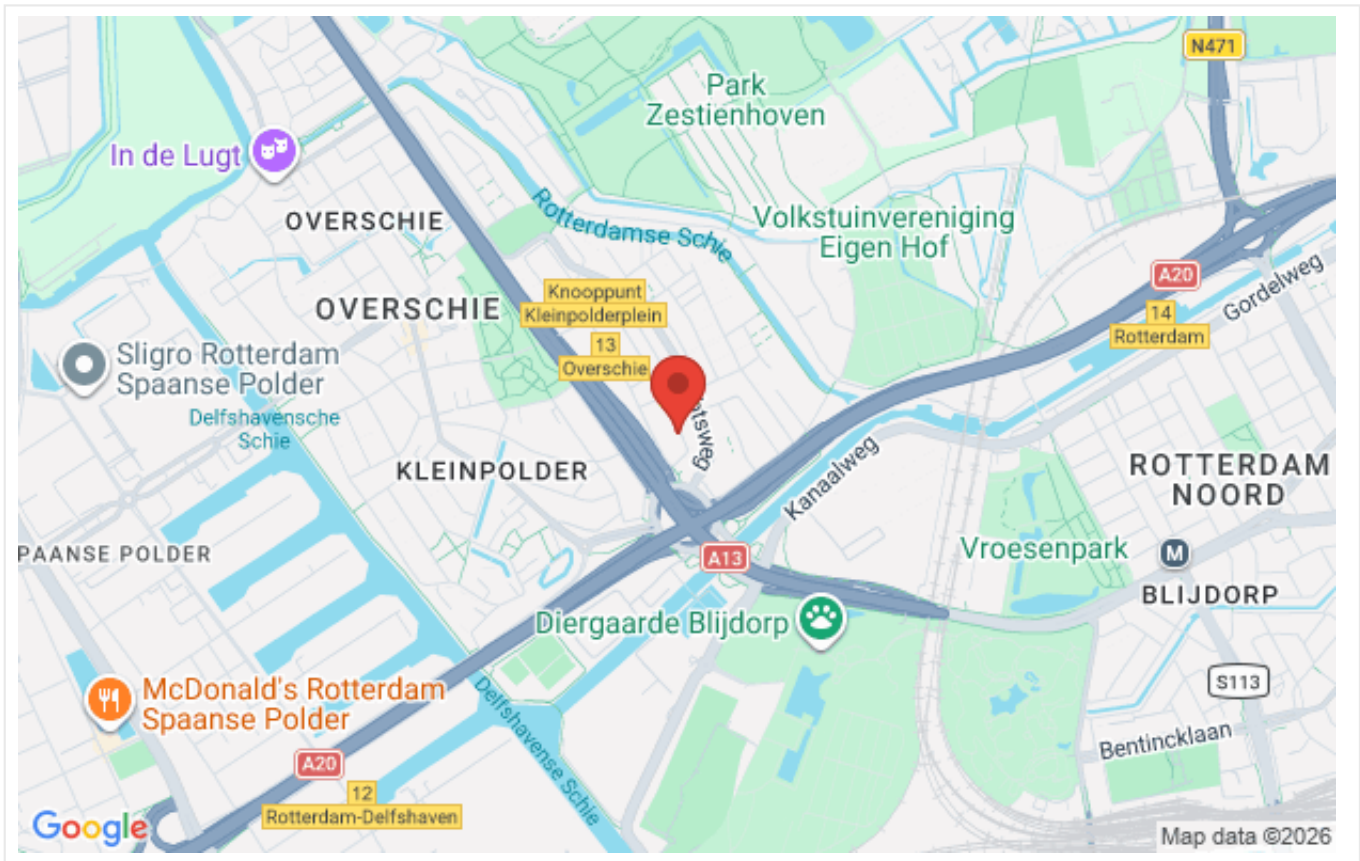 N471
Park
Zestienhoven
In de Lugt
OVERSCHIE
Rotterdamse Schie
Volkstuinvereniging
Eigen Hof
A20
Gordelweg
Knooppunt
Kleinpolderplein
OVERSCHIE
14
Rotterdam
13
Overschie
Sligro Rotterdam
Spaanse Polder
Delfshavensche
Schie
KLEINPOLDER
Kanaalweg
ROTTERDAM
NOORD
PAANSE POLDER
A13
Vroesenpark
M
BLIJDORP
Diergaarde Blijdorp
S113
McDonald's Rotterdam
Spaanse Polder
Delfshavense Schie
Bentincklaan
A20
12
Rotterdam-Delfshaven
Google
Map data ©2026